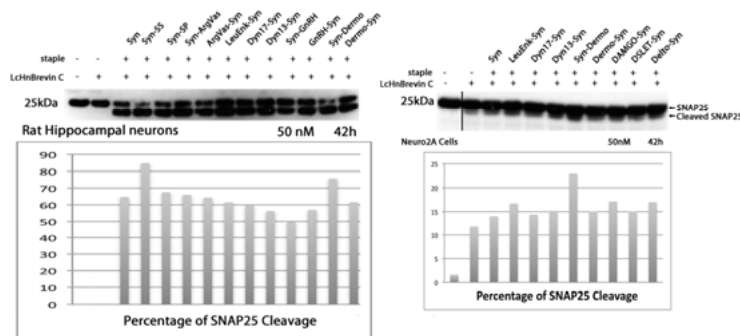 Syn
Syn-SS
Syn-SP
Syn-ArgVas
ArgVas-Syn
LeuEnk-Syn
Dyn17-Syn
Dyn13-Syn
Syn-GnRH
GnRH-Syn
Syn-Dermo
Dermo-Syn
staple - - + + + + + + + + + + + +
LcHnBrevin C - + + + + + + + + + + + + +
25kDa
Rat Hippocampal neurons 50 nM 42h
90
80
70
60
50
40
30
20
10
0
Percentage of SNAP25 Cleavage
Syn
LeuEnk-Syn
Dyn17-Syn
Dyn13-Syn
Syn-Dermo
Dermo-Syn
DAMGO-Syn
DSLET-Syn
Delto-Syn
staple - - + + + + + + + + +
LcHnBrevin C - + + + + + + + + + +
25kDa
←SNAP25
←Cleaved SNAP25
Neuro2A Cells 50nM 42h
25
20
15
10
5
0
Percentage of SNAP25 Cleavage